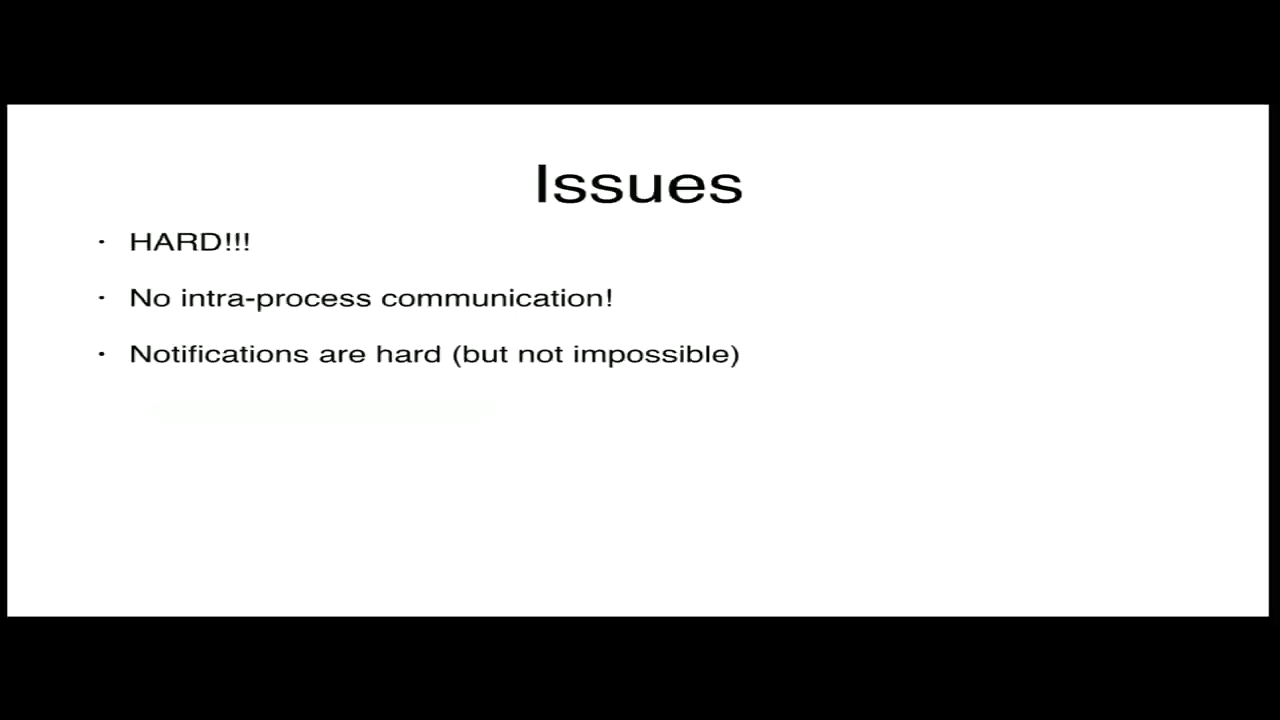 Issues
· HARD!!!
· No intra-process communication!
· Notifications are hard (but not impossible)